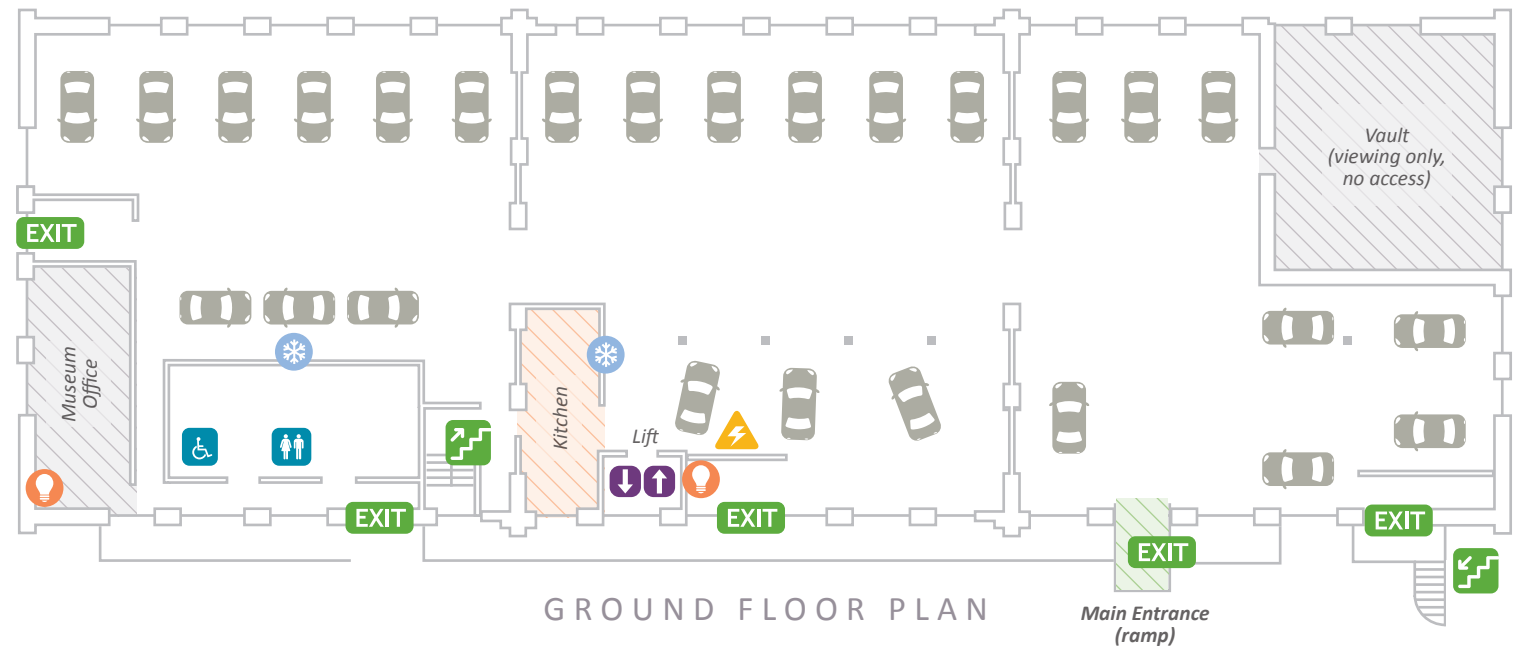 Vault
(viewing only,
no access)
EXIT
Museum
Office
Kitchen
Lift
EXIT
EXIT
EXIT
EXIT
GROUND FLOOR PLAN
Main Entrance
(ramp)